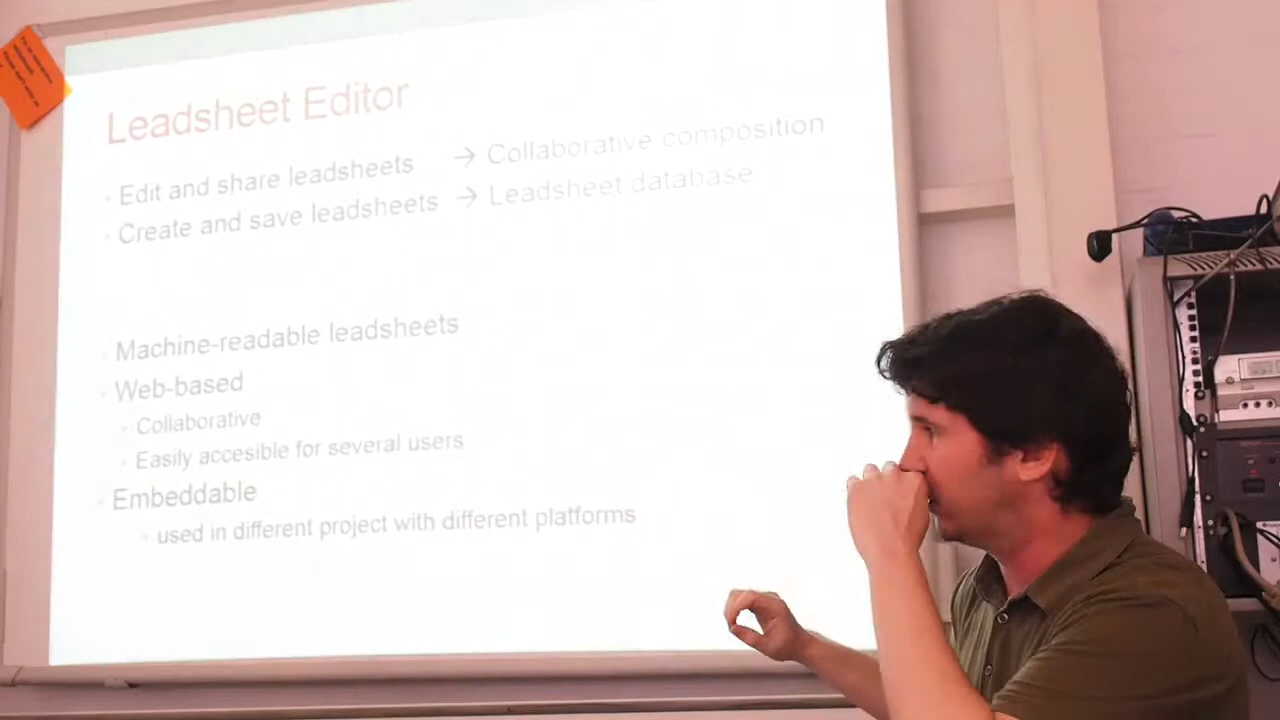 Leadsheet Editor
Edit and share leadsheets → Collaborative composition
Create and save leadsheets → Leadsheet database
Machine-readable leadsheets
Web-based
Collaborative
Easily accesible for several users
Embeddable
used in different project with different platforms